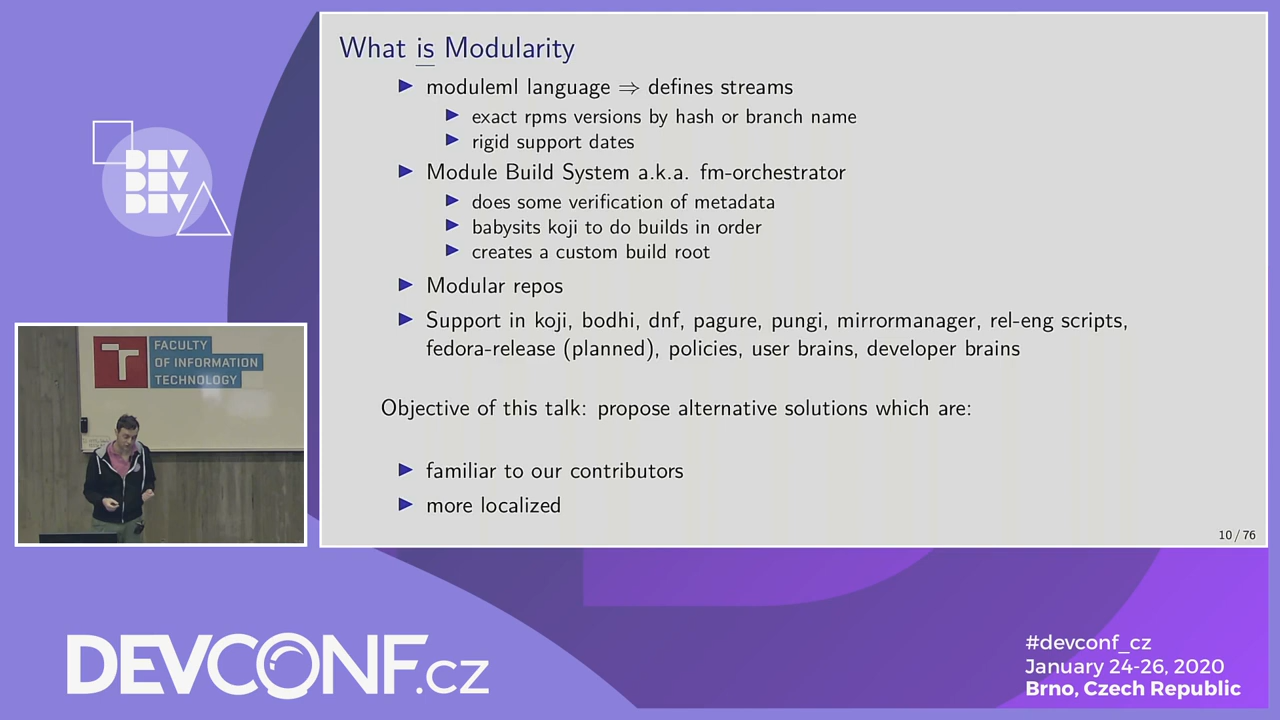 What is Modularity
moduleml language ⇒ defines streams
exact rpms versions by hash or branch name
rigid support dates
Module Build System a.k.a. fm-orchestrator
does some verification of metadata
babysits koji to do builds in order
creates a custom build root
Modular repos
Support in koji, bodhi, dnf, pagure, pungi, mirrormanager, rel-eng scripts,
fedora-release (planned), policies, user brains, developer brains
Objective of this talk: propose alternative solutions which are:
familiar to our contributors
more localized
10 / 76
DEV
DEV
DEV
FACULTY
OF INFORMATION
TECHNOLOGY
DEVCONF.cz
#devconf_cz
January 24-26, 2020
Brno, Czech Republic